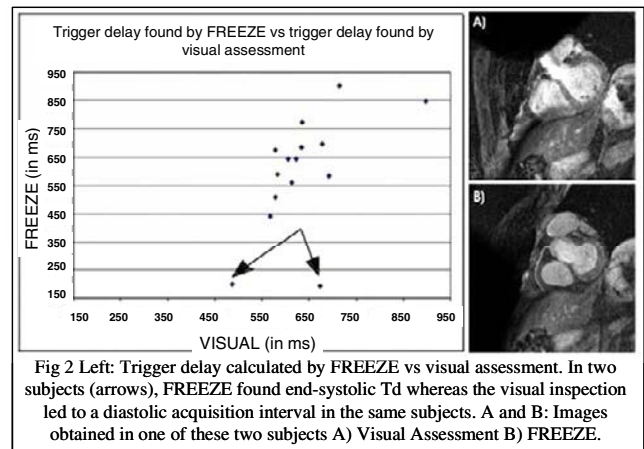 Trigger delay found by FREEZE vs trigger delay found by
visual assessment
FREEZE (in ms)
950
850
750
650
550
450
350
250
150
150 250 350 450 550 650 750 850 950
VISUAL (in ms)
A)
B)
Fig 2 Left: Trigger delay calculated by FREEZE vs visual assessment. In two
subjects (arrows), FREEZE found end-systolic Td whereas the visual inspection
led to a diastolic acquisition interval in the same subjects. A and B: Images
obtained in one of these two subjects A) Visual Assessment B) FREEZE.